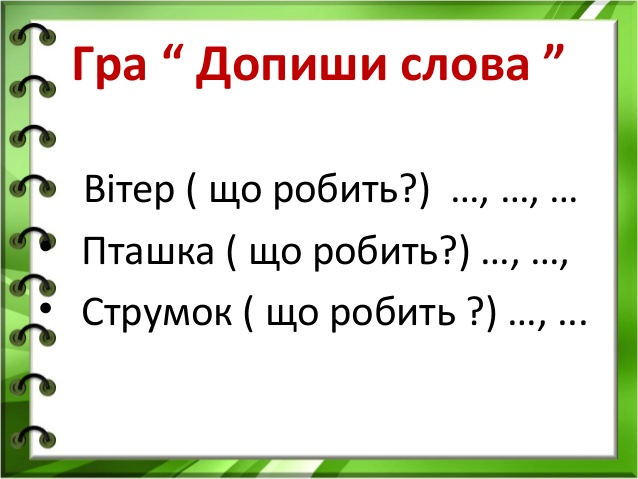 Гра “ Допиши слова ”
Вітер ( що робить?)  …, …, …
• Пташка ( що робить?) …, …,
• Струмок ( що робить ?) …, ...